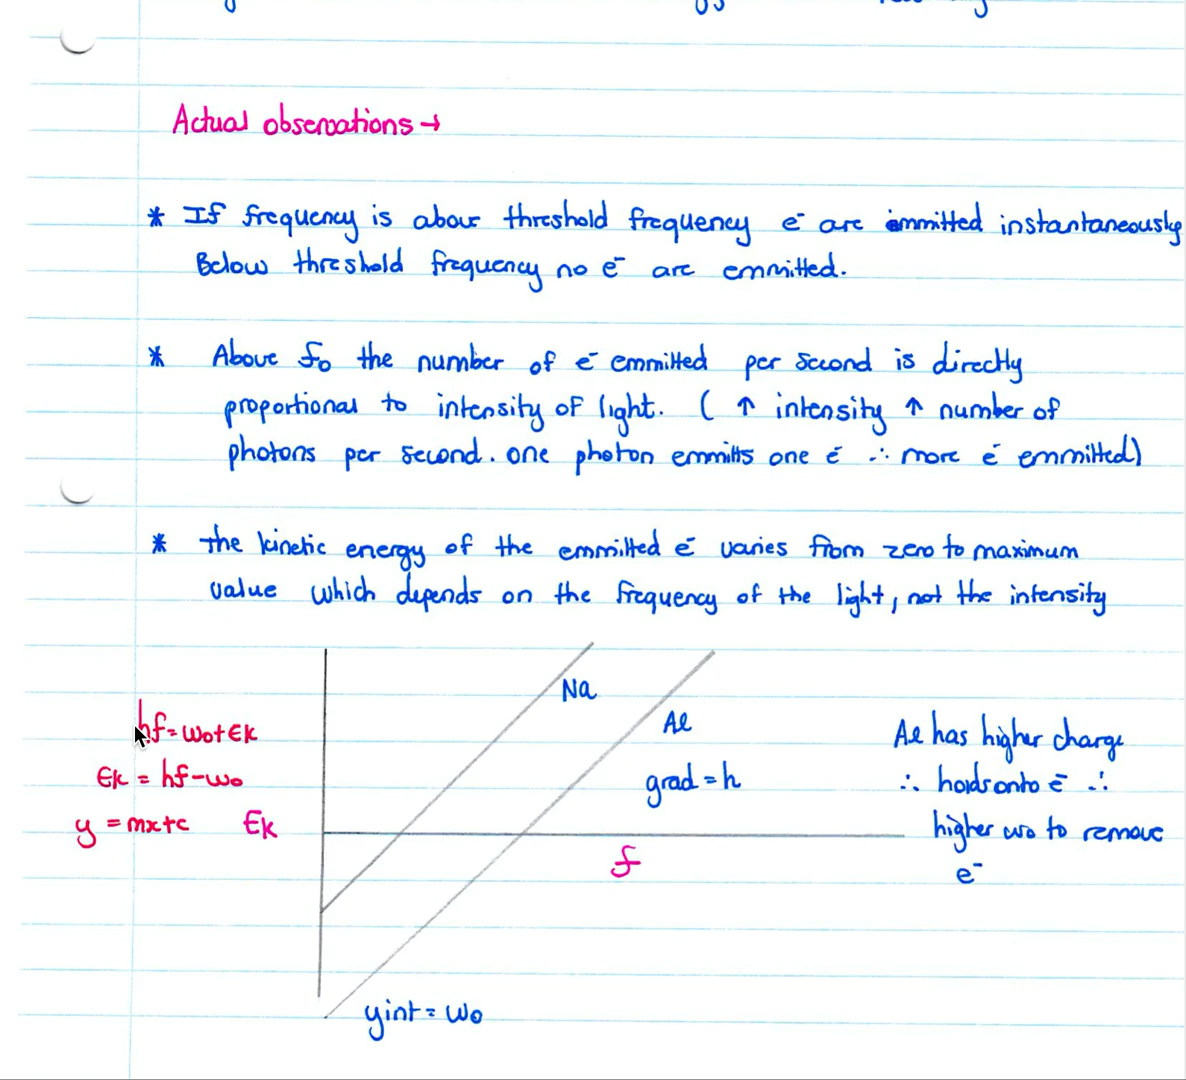 Actual observations →
* If frequency is above threshold frequency e⁻ are emmitted instantaneously
Below threshold frequency no e⁻ are emmitted.
* Above fo the number of e⁻ emmitted per second is directly
proportional to intensity of light. ( ↑ intensity ↑ number of
photons per second. one photon emmitts one e⁻ ∴ more e⁻ emmitted)
* the kinetic energy of the emmitted e⁻ varies from zero to maximum
value which depends on the frequency of the light, not the intensity
Na
Al
grad = h
hf = wo + Ek
Ek = hf - wo
y = mx + c
Ek
f
Al has higher charge
∴ holds onto e⁻ ∴
higher wo to remove
e⁻
yint = wo